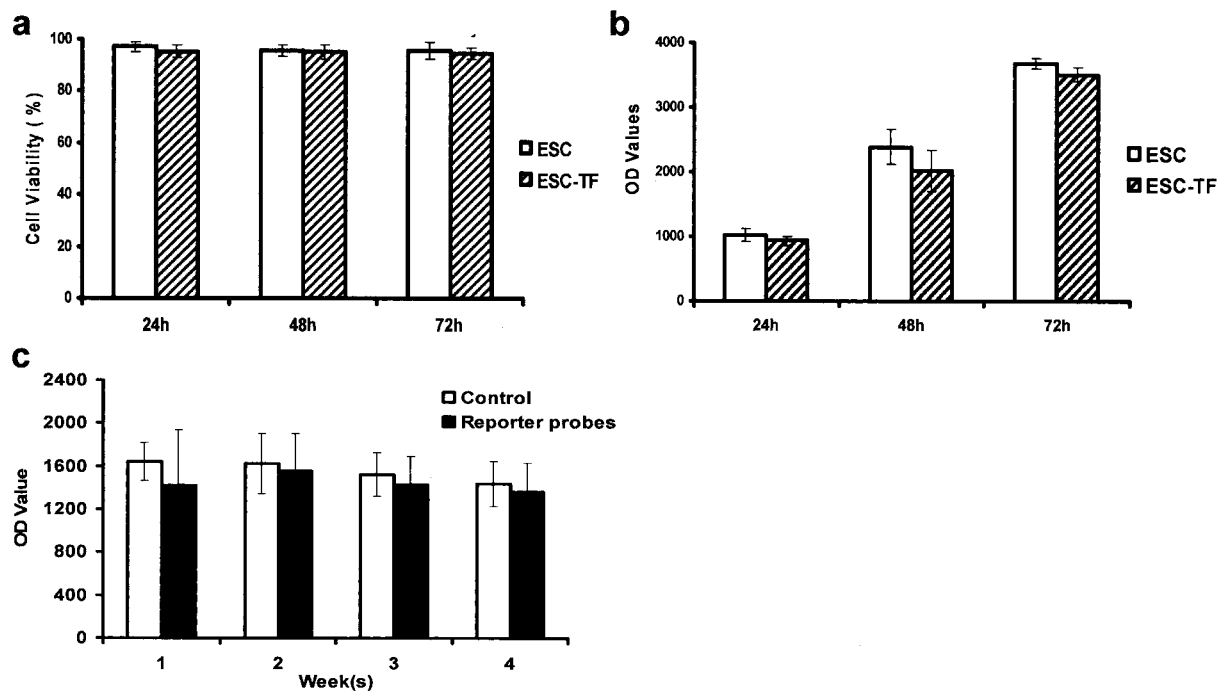 a
Cell Viability ( %)
100
80
60
40
20
0
24h
48h
72h
ESC
ESC-TF
b
OD Values
4000
3000
2000
1000
0
24h
48h
72h
ESC
ESC-TF
c
OD Value
2400
2000
1600
1200
800
400
0
1
2
3
4
Week(s)
Control
Reporter probes